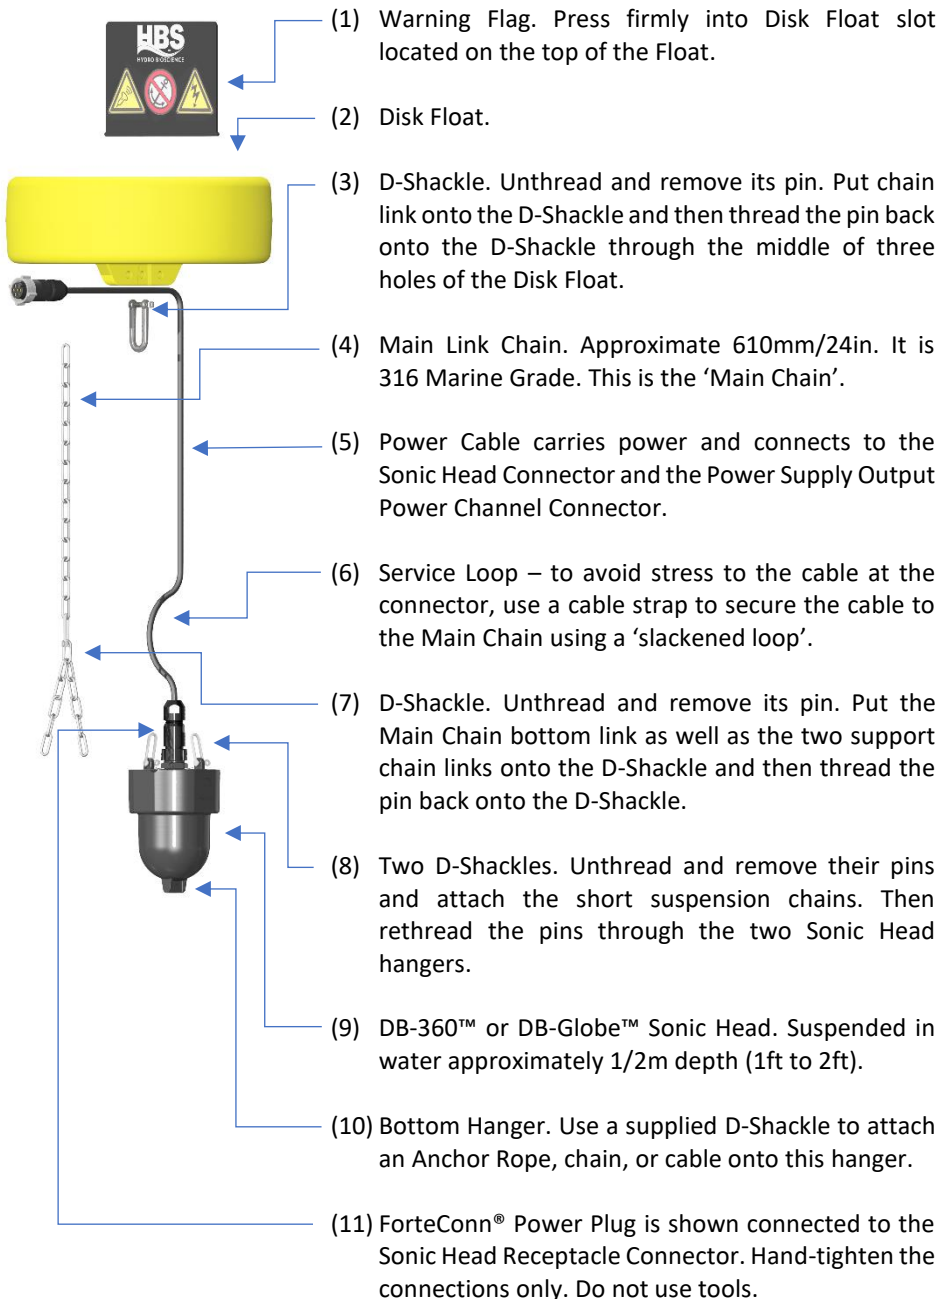 HBS
HYDRO BIOSCIENCE
(1) Warning Flag. Press firmly into Disk Float slot
located on the top of the Float.
(2) Disk Float.
(3) D-Shackle. Unthread and remove its pin. Put chain
link onto the D-Shackle and then thread the pin back
onto the D-Shackle through the middle of three
holes of the Disk Float.
(4) Main Link Chain. Approximate 610mm/24in. It is
316 Marine Grade. This is the ‘Main Chain’.
(5) Power Cable carries power and connects to the
Sonic Head Connector and the Power Supply Output
Power Channel Connector.
(6) Service Loop – to avoid stress to the cable at the
connector, use a cable strap to secure the cable to
the Main Chain using a ‘slackened loop’.
(7) D-Shackle. Unthread and remove its pin. Put the
Main Chain bottom link as well as the two support
chain links onto the D-Shackle and then thread the
pin back onto the D-Shackle.
(8) Two D-Shackles. Unthread and remove their pins
and attach the short suspension chains. Then
rethread the pins through the two Sonic Head
hangers.
(9) DB-360™ or DB-Globe™ Sonic Head. Suspended in
water approximately 1/2m depth (1ft to 2ft).
(10) Bottom Hanger. Use a supplied D-Shackle to attach
an Anchor Rope, chain, or cable onto this hanger.
(11) ForteConn® Power Plug is shown connected to the
Sonic Head Receptacle Connector. Hand-tighten the
connections only. Do not use tools.